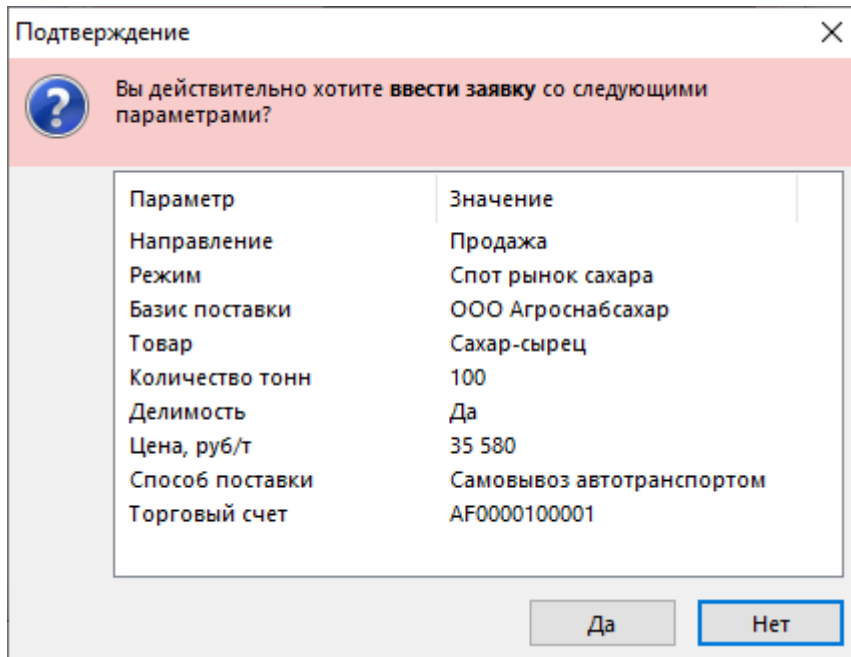 Подтверждение
Вы действительно хотите ввести заявку со следующими
параметрами?
Параметр Значение
Направление Продажа
Режим Спот рынок сахара
Базис поставки ООО Агроснабсахар
Товар Сахар-сырец
Количество тонн 100
Делимость Да
Цена, руб/т 35 580
Способ поставки Самовывоз автотранспортом
Торговый счет AF0000100001
Да Нет